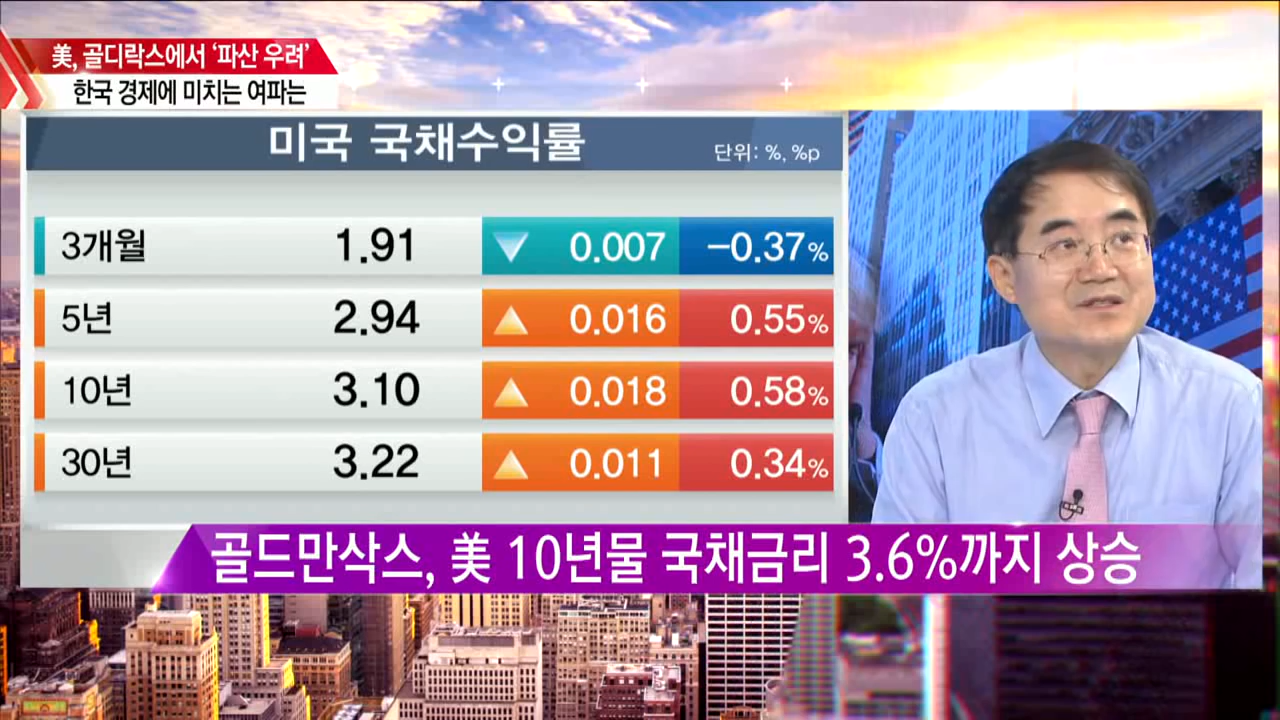 美, 골디락스에서 '파산 우려'
한국 경제에 미치는 여파는
미국 국채수익률
단위: %, %p
3개월 1.91 ▼ 0.007 -0.37%
5년 2.94 ▲ 0.016 0.55%
10년 3.10 ▲ 0.018 0.58%
30년 3.22 ▲ 0.011 0.34%
골드만삭스, 美 10년물 국채금리 3.6%까지 상승